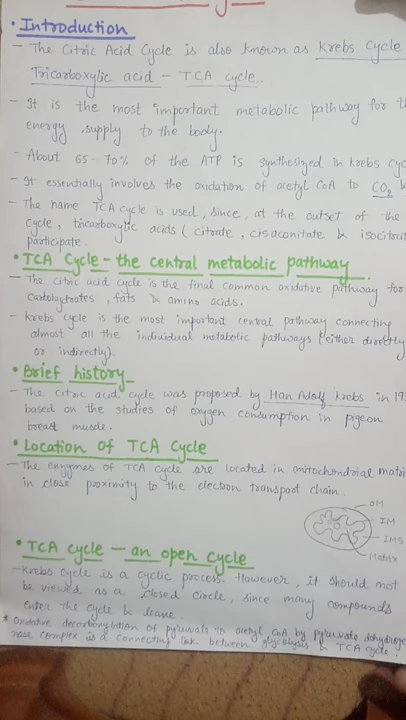 • Introduction
- The Citric Acid Cycle is also known as Krebs Cycle
Tricarboxylic acid - TCA cycle..
- It is the most important metabolic pathway for
energy supply to the body.
- About 65-70% of the ATP is synthesized in krebs
- It essentially involves the oxidation of acetyl CoA to CO2
- The name TCA cycle is used, since, at the outset of the
cycle, tricarboxylic acids (citrate, cisaconitate &
participate.
• TCA Cycle - the central metabolic pathway.
- The citric acid cycle is the final common oxidative pathway for
carbohydrates, fats & amino acids.
- Krebs cycle is the most important central pathway connecting
almost all the individual metabolic pathways (either directly
or indirectly).
• Brief history -
- The citric acid cycle was proposed by Han Adolf Krebs in
based on the studies of oxygen consumption in pigeon
breast muscle.
• Location of TCA Cycle
- The enzymes of TCA cycle are located in mitochondrial
in close proximity to the electron transport chain.
OM
IM
IMS
Matrix
• TCA cycle - an open cycle
- Krebs cycle is a cyclic process. However, it should not
be viewed as a closed circle, since many compounds
enter the cycle & leave.
* Oxidative decarboxylation of pyruvate to acetyl CoA by pyruvate
nase complex is a connecting link between glycolysis & TCA cycle.